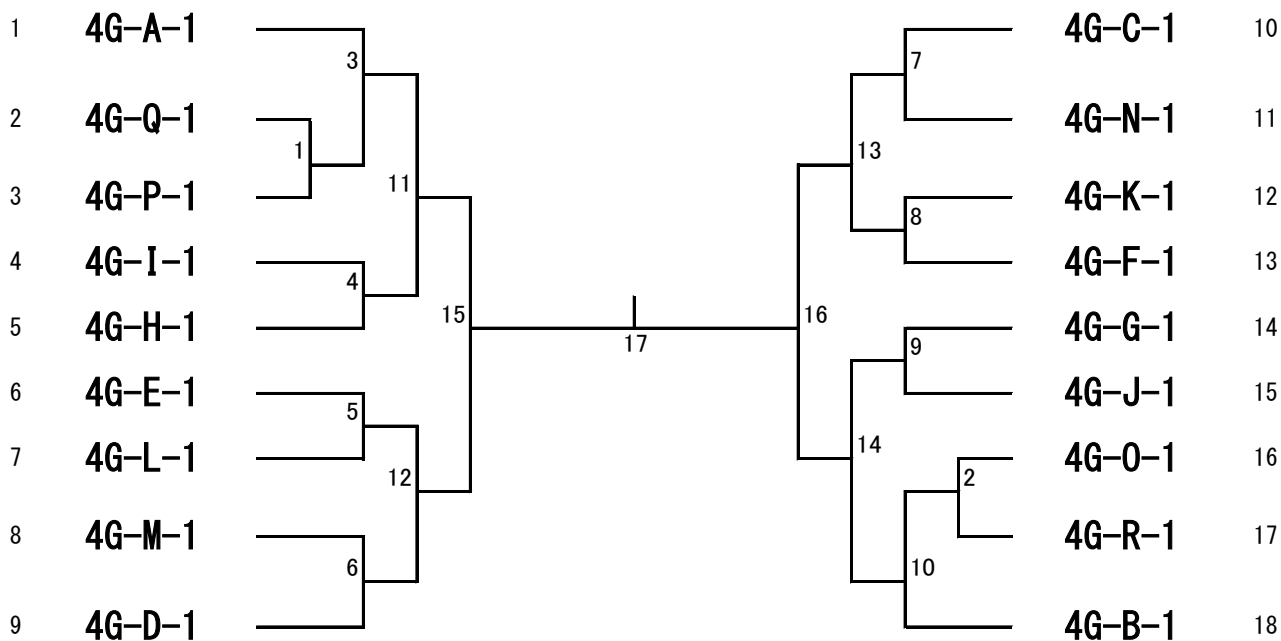 1 4G-A-1
2 4G-Q-1
3 4G-P-1
4 4G-I-1
5 4G-H-1
6 4G-E-1
7 4G-L-1
8 4G-M-1
9 4G-D-1
3
1
11
4
15
5
12
6
17
7
13
8
16
9
14
2
10
4G-C-1 10
4G-N-1 11
4G-K-1 12
4G-F-1 13
4G-G-1 14
4G-J-1 15
4G-O-1 16
4G-R-1 17
4G-B-1 18